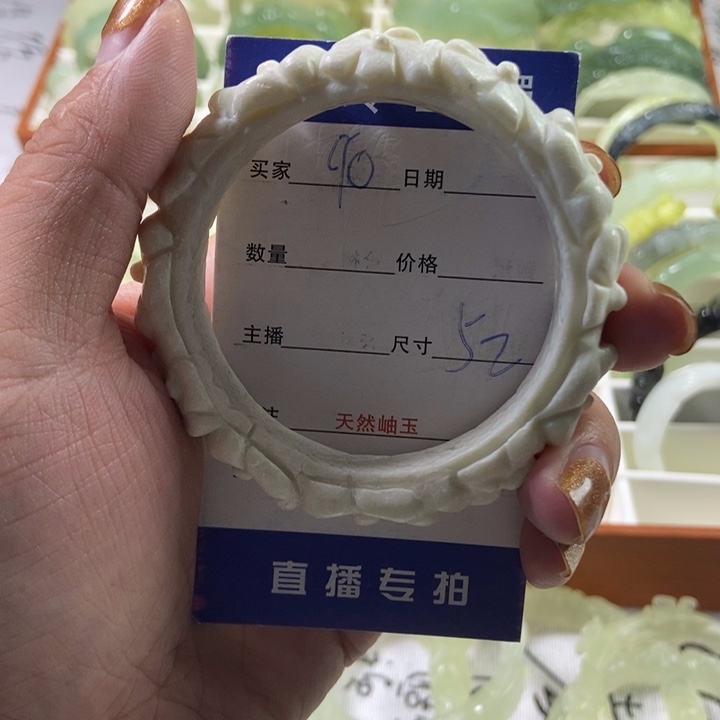 买家 90 日期
数量 价格
主播 尺寸 52
天然岫玉
直播专拍